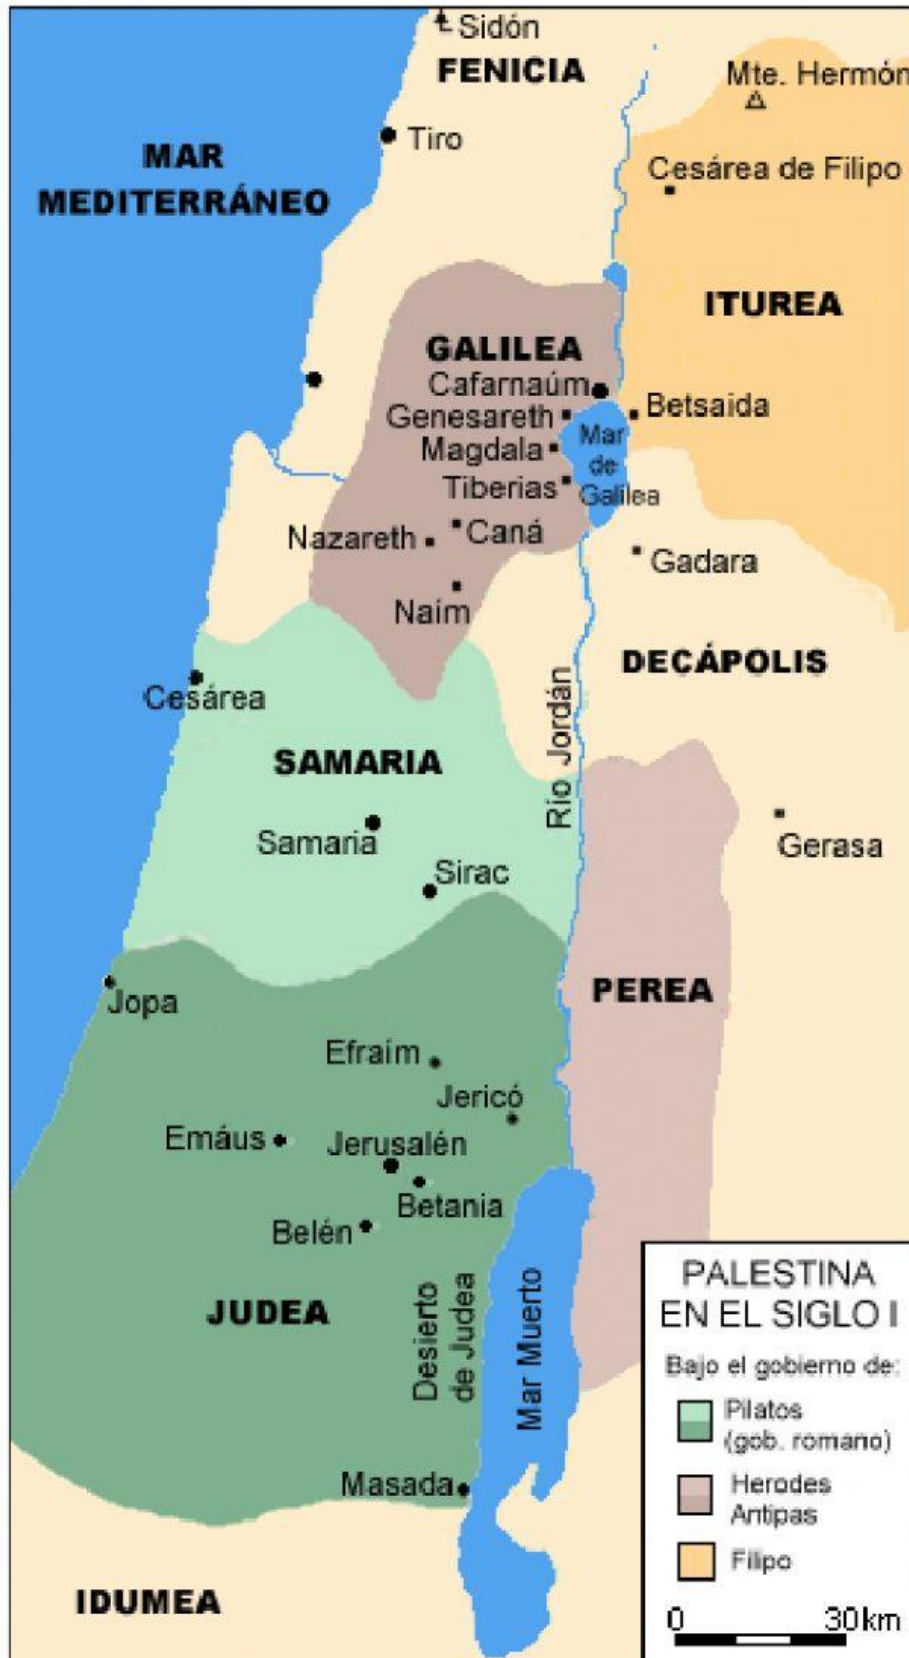 Sidón
FENICIA
Mte. Hermón
Tiro
MAR
MEDITERRÁNEO
Cesárea de Filipo
ITUREA
GALILEA
Cafarnaúm
Genesareth
Betsaida
Magdala
Mar
de
Galilea
Tiberias
Nazareth
Caná
Gadara
Naím
DECÁPOLIS
Cesárea
Río Jordán
SAMARIA
Samaria
Gerasa
Sirac
PEREA
Jopa
Efraím
Jericó
Emáus
Jerusalén
Betania
Belén
JUDEA
Desierto
de Judea
Mar Muerto
Masada
IDUMEA
PALESTINA
EN EL SIGLO I
Bajo el gobierno de:
Pilatos
(gob. romano)
Herodes
Antipas
Filipo
0 30km